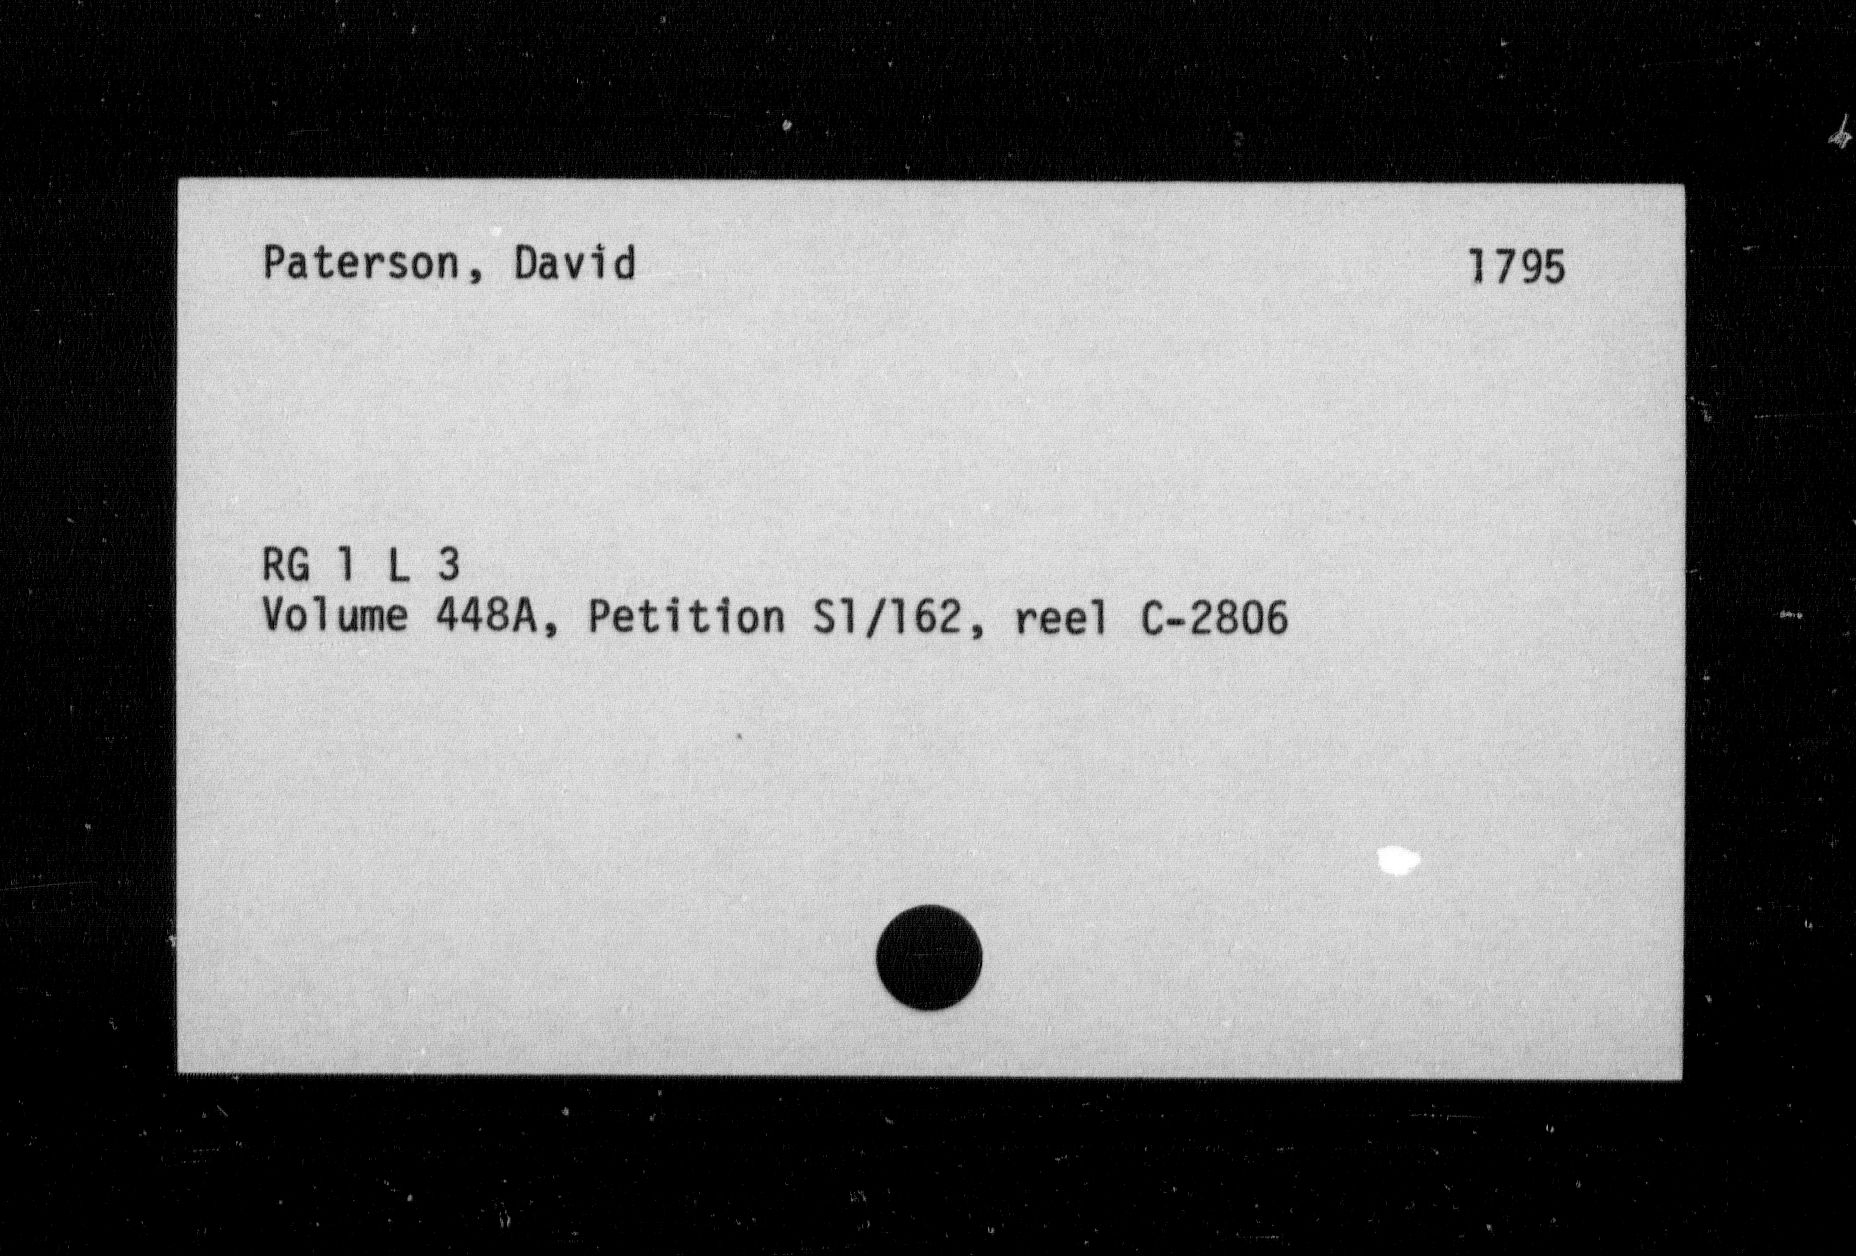 Paterson, David 1795
RG 1 L 3
Volume 448A, Petition S1/162, reel C-2806